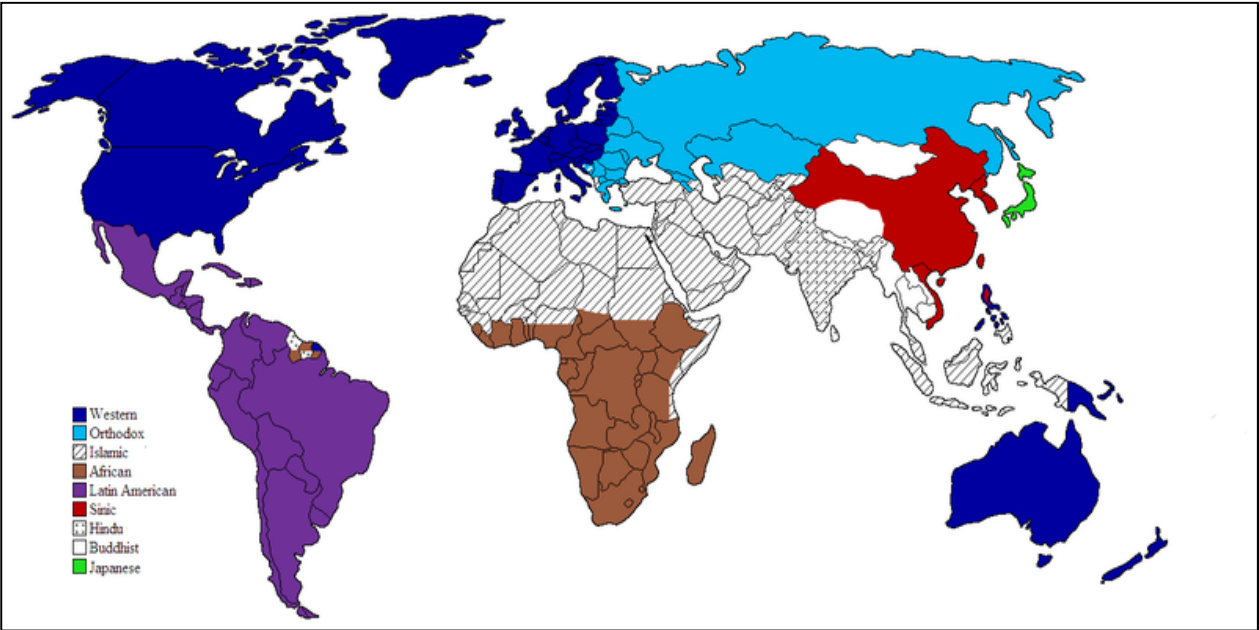 Western
Orthodox
Islamic
African
Latin American
Sinic
Hindu
Buddhist
Japanese